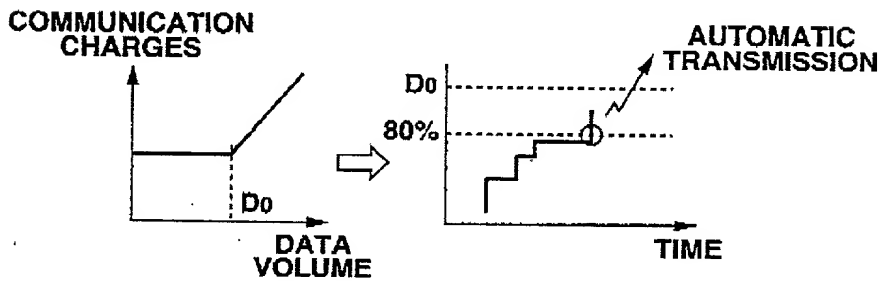 COMMUNICATION
CHARGES
D0
DATA
VOLUME
D0
80%
AUTOMATIC
TRANSMISSION
TIME